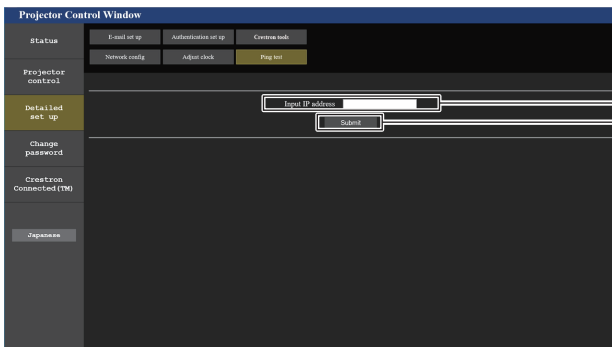 Projector Control Window
Status
E-mail set up
Authentication set up
Crestron tools
Network config
Adjust clock
Ping test
Projector
control
Detailed
set up
Input IP address
Submit
Change
password
Crestron
Connected(TM)
Japanese